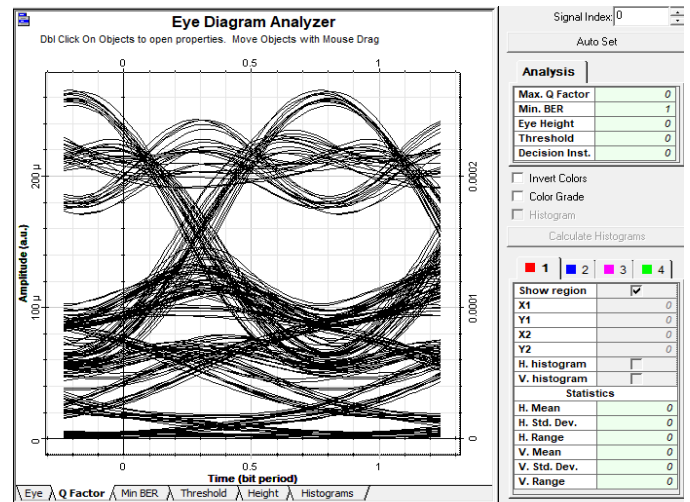 Eye Diagram Analyzer
Dbl Click On Objects to open properties. Move Objects with Mouse Drag
0 0.5 1
Amplitude (a.u.)
200 µ
100 µ
0
0.0002
0.0001
0
0 0.5 1
Time (bit period)
Eye Q Factor Min BER Threshold Height Histograms
Signal Index: 0
Auto Set
Analysis
Max. Q Factor 0
Min. BER 1
Eye Height 0
Threshold 0
Decision Inst. 0
Invert Colors
Color Grade
Histogram
Calculate Histograms
1 2 3 4
Show region
X1 0
Y1 0
X2 0
Y2 0
H. histogram
V. histogram
Statistics
H. Mean 0
H. Std. Dev. 0
H. Range 0
V. Mean 0
V. Std. Dev. 0
V. Range 0